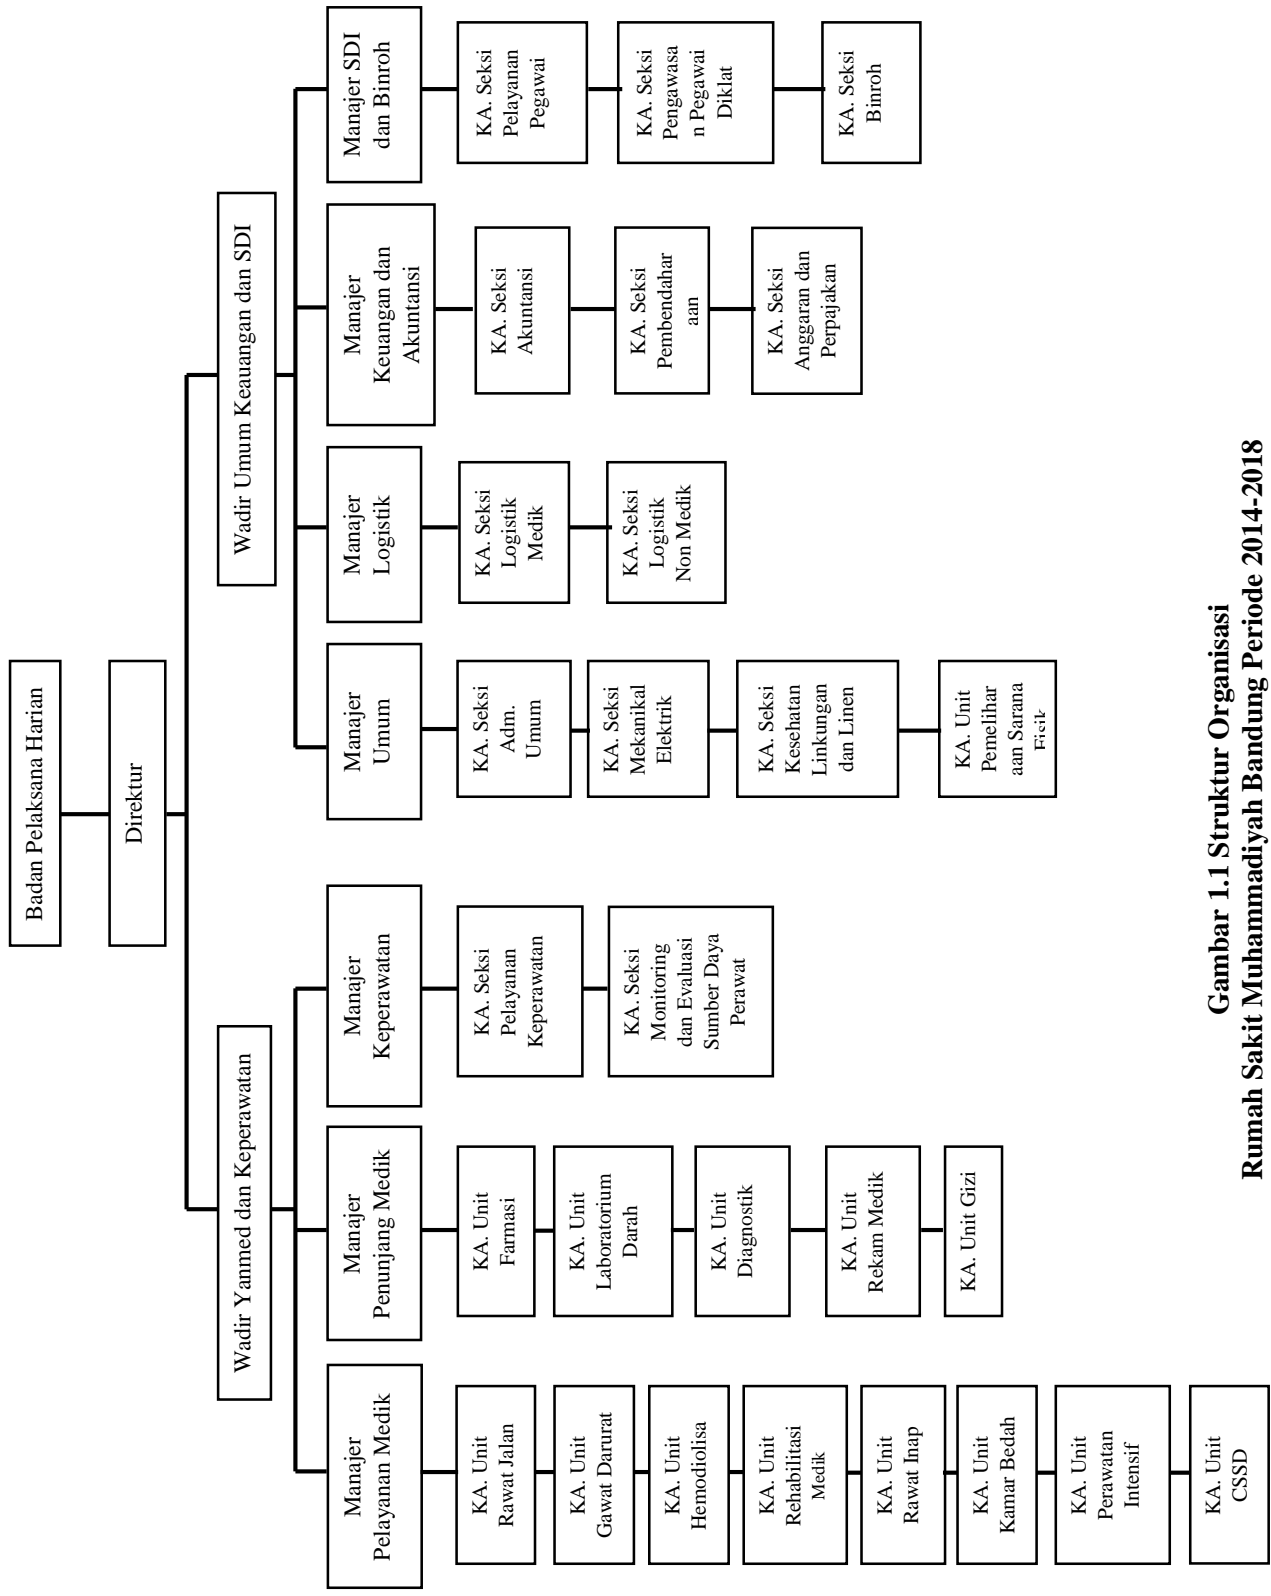 Badan Pelaksana Harian
Direktur
Wadir Yanmed dan Keperawatan
Wadir Umum Keauangan dan SDI
Manajer
Pelayanan Medik
KA. Unit
Rawat Jalan
KA. Unit
Gawat Darurat
KA. Unit
Hemodiolisa
KA. Unit
Rehabilitasi
Medik
KA. Unit
Rawat Inap
KA. Unit
Kamar Bedah
KA. Unit
Perawatan
Intensif
KA. Unit
CSSD
Manajer
Penunjang Medik
KA. Unit
Farmasi
KA. Unit
Laboratorium
Darah
KA. Unit
Diagnostik
KA. Unit
Rekam Medik
KA. Unit Gizi
Manajer
Keperawatan
KA. Seksi
Pelayanan
Keperawatan
KA. Seksi
Monitoring
dan Evaluasi
Sumber Daya
Perawat
Manajer
Umum
KA. Seksi
Adm.
Umum
KA. Seksi
Mekanikal
Elektrik
KA. Seksi
Kesehatan
Linkungan
dan Linen
KA. Unit
Pemelihar
aan Sarana
Fisik
Manajer
Logistik
KA. Seksi
Logistik
Medik
KA. Seksi
Logistik
Non Medik
Manajer
Keuangan dan
Akuntansi
KA. Seksi
Akuntansi
KA. Seksi
Pembendahar
aan
KA. Seksi
Anggaran dan
Perpajakan
Manajer SDI
dan Binroh
KA. Seksi
Pelayanan
Pegawai
KA. Seksi
Pengawasa
n Pegawai
Diklat
KA. Seksi
Binroh
Gambar 1.1 Struktur Organisasi
Rumah Sakit Muhammadiyah Bandung Periode 2014-2018